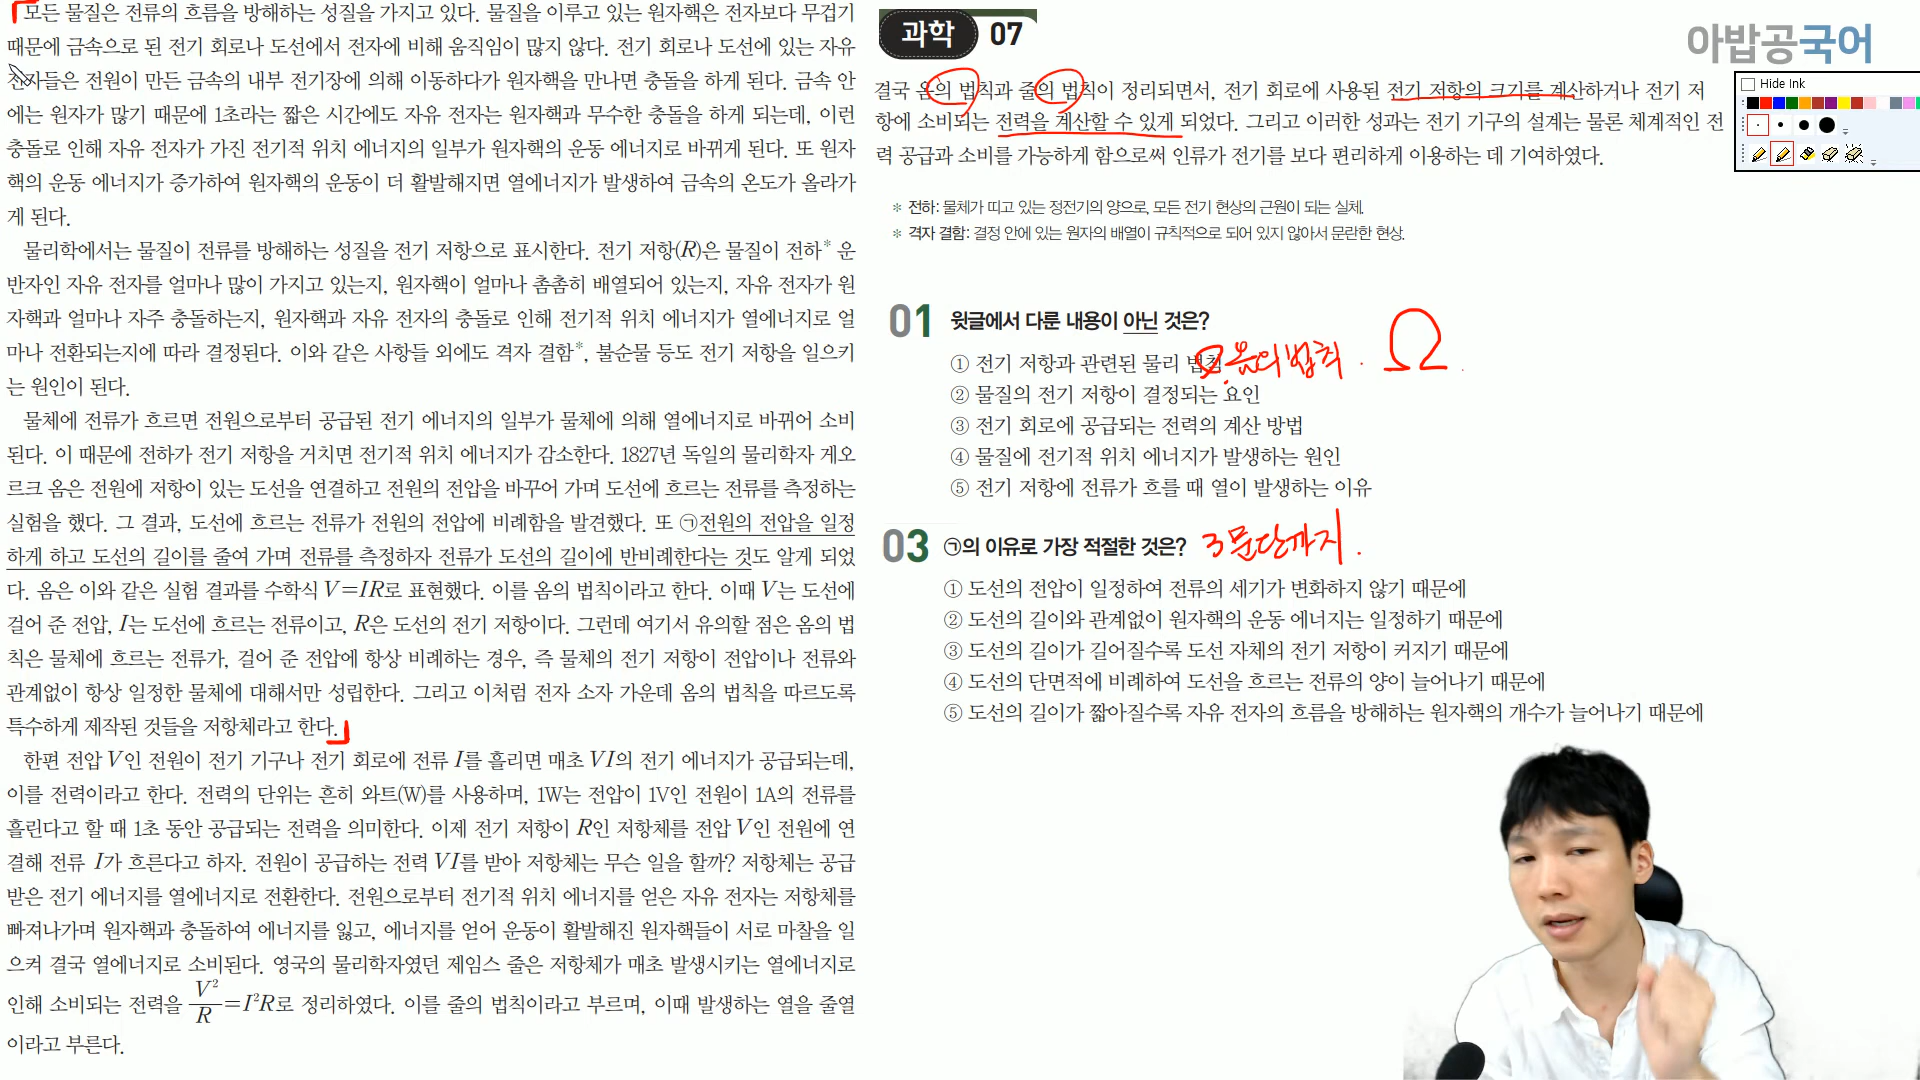 모든 물질은 전류의 흐름을 방해하는 성질을 가지고 있다. 물질을 이루고 있는 원자핵은 전자보다 무겁기
때문에 금속으로 된 전기 회로나 도선에서 전자에 비해 움직임이 많지 않다. 전기 회로나 도선에 있는 자유
전자들은 전원이 만든 금속의 내부 전기장에 의해 이동하다가 원자핵을 만나면 충돌을 하게 된다. 금속 안
에는 원자가 많기 때문에 1초라는 짧은 시간에도 자유 전자는 원자핵과 무수한 충돌을 하게 되는데, 이런
충돌로 인해 자유 전자가 가진 전기적 위치 에너지의 일부가 원자핵의 운동 에너지로 바뀌게 된다. 또 원자
핵의 운동 에너지가 증가하여 원자핵의 운동이 더 활발해지면 열에너지가 발생하여 금속의 온도가 올라가
게 된다.
물리학에서는 물질이 전류를 방해하는 성질을 전기 저항으로 표시한다. 전기 저항(R)은 물질이 전하* 운
반자인 자유 전자를 얼마나 많이 가지고 있는지, 원자핵이 얼마나 촘촘히 배열되어 있는지, 자유 전자가 원
자핵과 얼마나 자주 충돌하는지, 원자핵과 자유 전자의 충돌로 인해 전기적 위치 에너지가 열에너지로 얼
마나 전환되는지에 따라 결정된다. 이와 같은 사항들 외에도 격자 결함*, 불순물 등도 전기 저항을 일으키
는 원인이 된다.
물체에 전류가 흐르면 전원으로부터 공급된 전기 에너지의 일부가 물체에 의해 열에너지로 바뀌어 소비
된다. 이 때문에 전하가 전기 저항을 거치면 전기적 위치 에너지가 감소한다. 1827년 독일의 물리학자 게오
르크 옴은 전원에 저항이 있는 도선을 연결하고 전원의 전압을 바꾸어 가며 도선에 흐르는 전류를 측정하는
실험을 했다. 그 결과, 도선에 흐르는 전류가 전원의 전압에 비례함을 발견했다. 또 ㉠전원의 전압을 일정
하게 하고 도선의 길이를 줄여 가며 전류를 측정하자 전류가 도선의 길이에 반비례한다는 것도 알게 되었
다. 옴은 이와 같은 실험 결과를 수학식 V=IR로 표현했다. 이를 옴의 법칙이라고 한다. 이때 V는 도선에
걸어 준 전압, I는 도선에 흐르는 전류이고, R은 도선의 전기 저항이다. 그런데 여기서 유의할 점은 옴의 법
칙은 물체에 흐르는 전류가, 걸어 준 전압에 항상 비례하는 경우, 즉 물체의 전기 저항이 전압이나 전류와
관계없이 항상 일정한 물체에 대해서만 성립한다. 그리고 이처럼 전자 소자 가운데 옴의 법칙을 따르도록
특수하게 제작된 것들을 저항체라고 한다.
한편 전압 V인 전원이 전기 기구나 전기 회로에 전류 I를 흘리면 매초 VI의 전기 에너지가 공급되는데,
이를 전력이라고 한다. 전력의 단위는 흔히 와트(W)를 사용하며, 1W는 전압이 1V인 전원이 1A의 전류를
흘린다고 할 때 1초 동안 공급되는 전력을 의미한다. 이제 전기 저항이 R인 저항체를 전압 V인 전원에 연
결해 전류 I가 흐른다고 하자. 전원이 공급하는 전력 VI를 받아 저항체는 무슨 일을 할까? 저항체는 공급
받은 전기 에너지를 열에너지로 전환한다. 전원으로부터 전기적 위치 에너지를 얻은 자유 전자는 저항체를
빠져나가며 원자핵과 충돌하여 에너지를 잃고, 에너지를 얻어 운동이 활발해진 원자핵들이 서로 마찰을 일
으켜 결국 열에너지로 소비된다. 영국의 물리학자였던 제임스 줄은 저항체가 매초 발생시키는 열에너지로
인해 소비되는 전력을 V²/R=I²R로 정리하였다. 이를 줄의 법칙이라고 부르며, 이때 발생하는 열을 줄열
이라고 부른다.
과학 07
아밥공국어
Hide Ink
결국 옴의 법칙과 줄의 법칙이 정리되면서, 전기 회로에 사용된 전기 저항의 크기를 계산하거나 전기 저
항에 소비되는 전력을 계산할 수 있게 되었다. 그리고 이러한 성과는 전기 기구의 설계는 물론 체계적인 전
력 공급과 소비를 가능하게 함으로써 인류가 전기를 보다 편리하게 이용하는 데 기여하였다.
* 전하: 물체가 띠고 있는 정전기의 양으로, 모든 전기 현상의 근원이 되는 실체.
* 격자 결함: 결정 안에 있는 원자의 배열이 규칙적으로 되어 있지 않아서 문란한 현상.
01 윗글에서 다룬 내용이 아닌 것은?
① 전기 저항과 관련된 물리 법칙 옴의 법칙. Ω
② 물질의 전기 저항이 결정되는 요인
③ 전기 회로에 공급되는 전력의 계산 방법
④ 물질에 전기적 위치 에너지가 발생하는 원인
⑤ 전기 저항에 전류가 흐를 때 열이 발생하는 이유
03 ㉠의 이유로 가장 적절한 것은? 3문단까지.
① 도선의 전압이 일정하여 전류의 세기가 변화하지 않기 때문에
② 도선의 길이와 관계없이 원자핵의 운동 에너지는 일정하기 때문에
③ 도선의 길이가 길어질수록 도선 자체의 전기 저항이 커지기 때문에
④ 도선의 단면적에 비례하여 도선을 흐르는 전류의 양이 늘어나기 때문에
⑤ 도선의 길이가 짧아질수록 자유 전자의 흐름을 방해하는 원자핵의 개수가 늘어나기 때문에